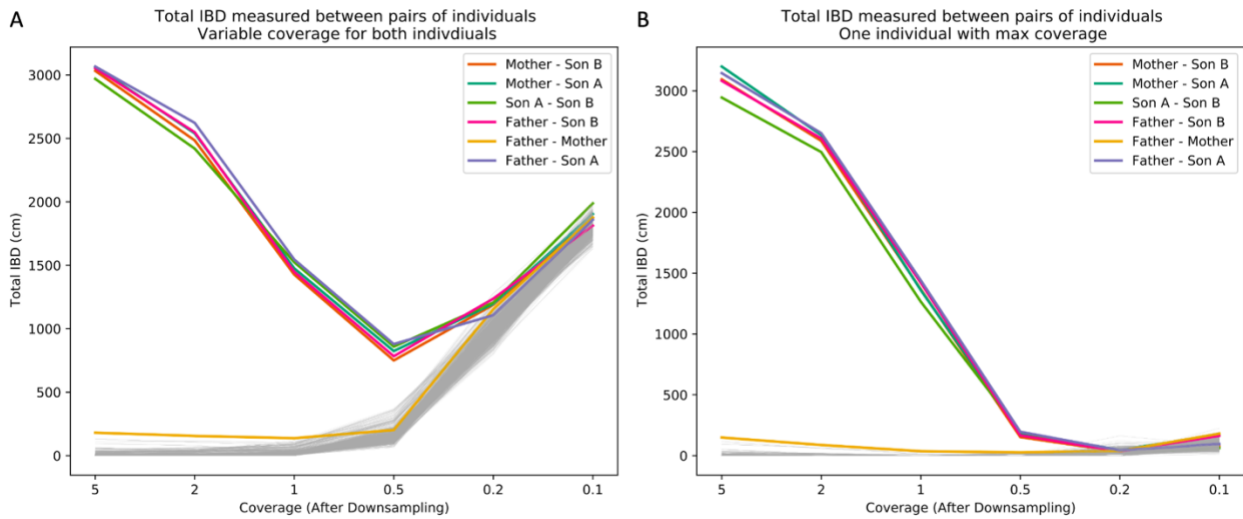 A
Total IBD measured between pairs of individuals
Variable coverage for both indivdiuals
Total IBD (cm)
3000
2500
2000
1500
1000
500
0
Mother - Son B
Mother - Son A
Son A - Son B
Father - Son B
Father - Mother
Father - Son A
5
2
1
0.5
0.2
0.1
Coverage (After Downsampling)
B
Total IBD measured between pairs of individuals
One individual with max coverage
Total IBD (cm)
3000
2500
2000
1500
1000
500
0
Mother - Son B
Mother - Son A
Son A - Son B
Father - Son B
Father - Mother
Father - Son A
5
2
1
0.5
0.2
0.1
Coverage (After Downsampling)